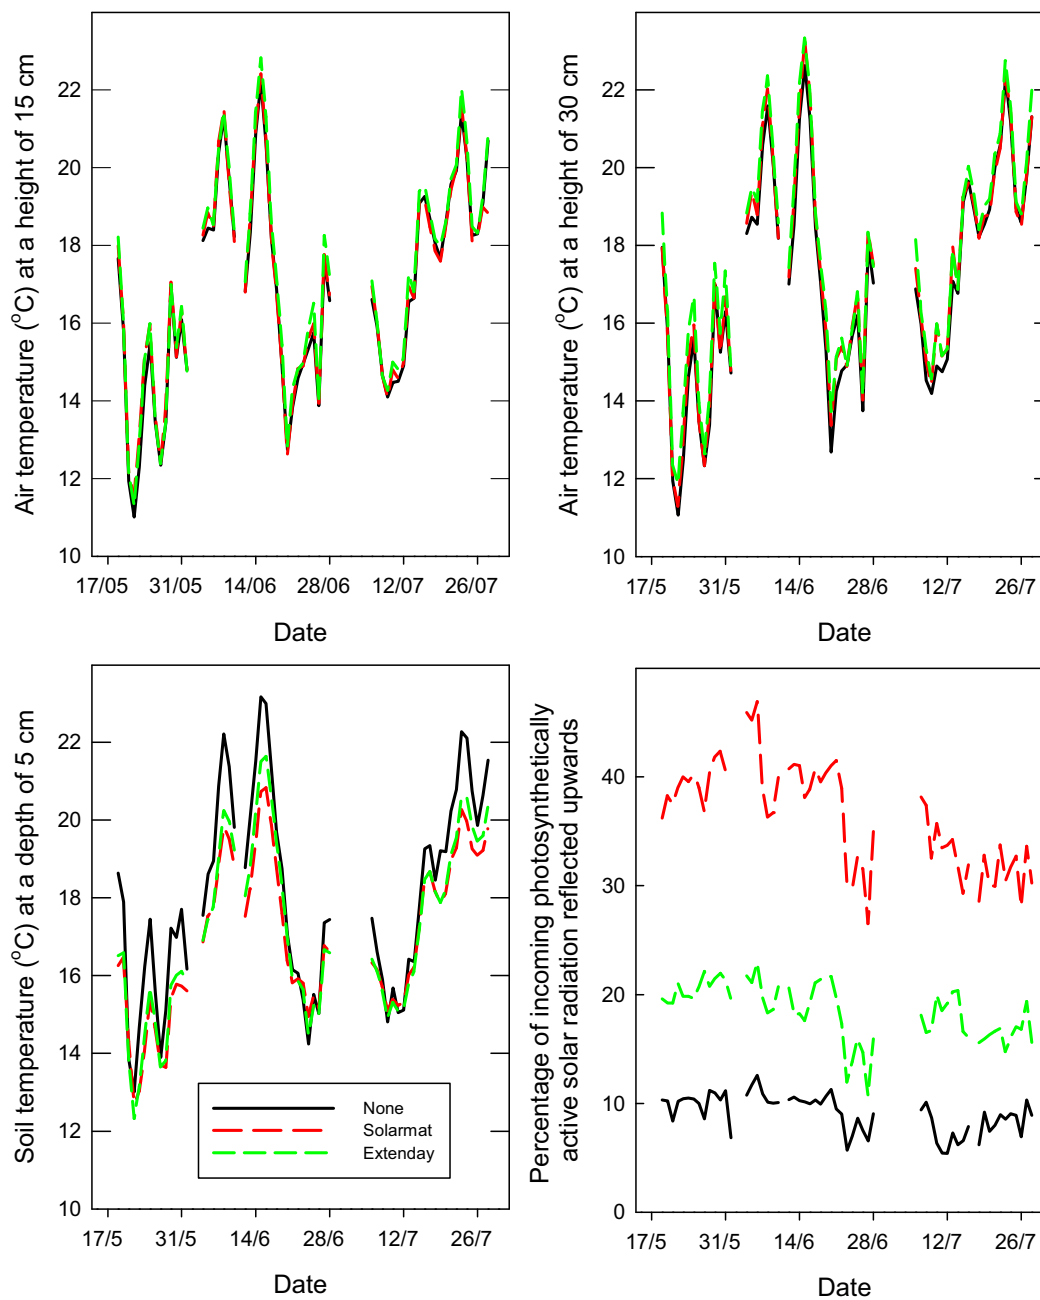 Air temperature (°C) at a height of 15 cm
22
20
18
16
14
12
10
17/05 31/05 14/06 28/06 12/07 26/07
Date
Air temperature (°C) at a height of 30 cm
22
20
18
16
14
12
10
17/5 31/5 14/6 28/6 12/7 26/7
Date
Soil temperature (°C) at a depth of 5 cm
22
20
18
16
14
12
10
None
Solarmat
Extenday
17/5 31/5 14/6 28/6 12/7 26/7
Date
Percentage of incoming photosynthetically
active solar radiation reflected upwards
40
30
20
10
0
17/5 31/5 14/6 28/6 12/7 26/7
Date